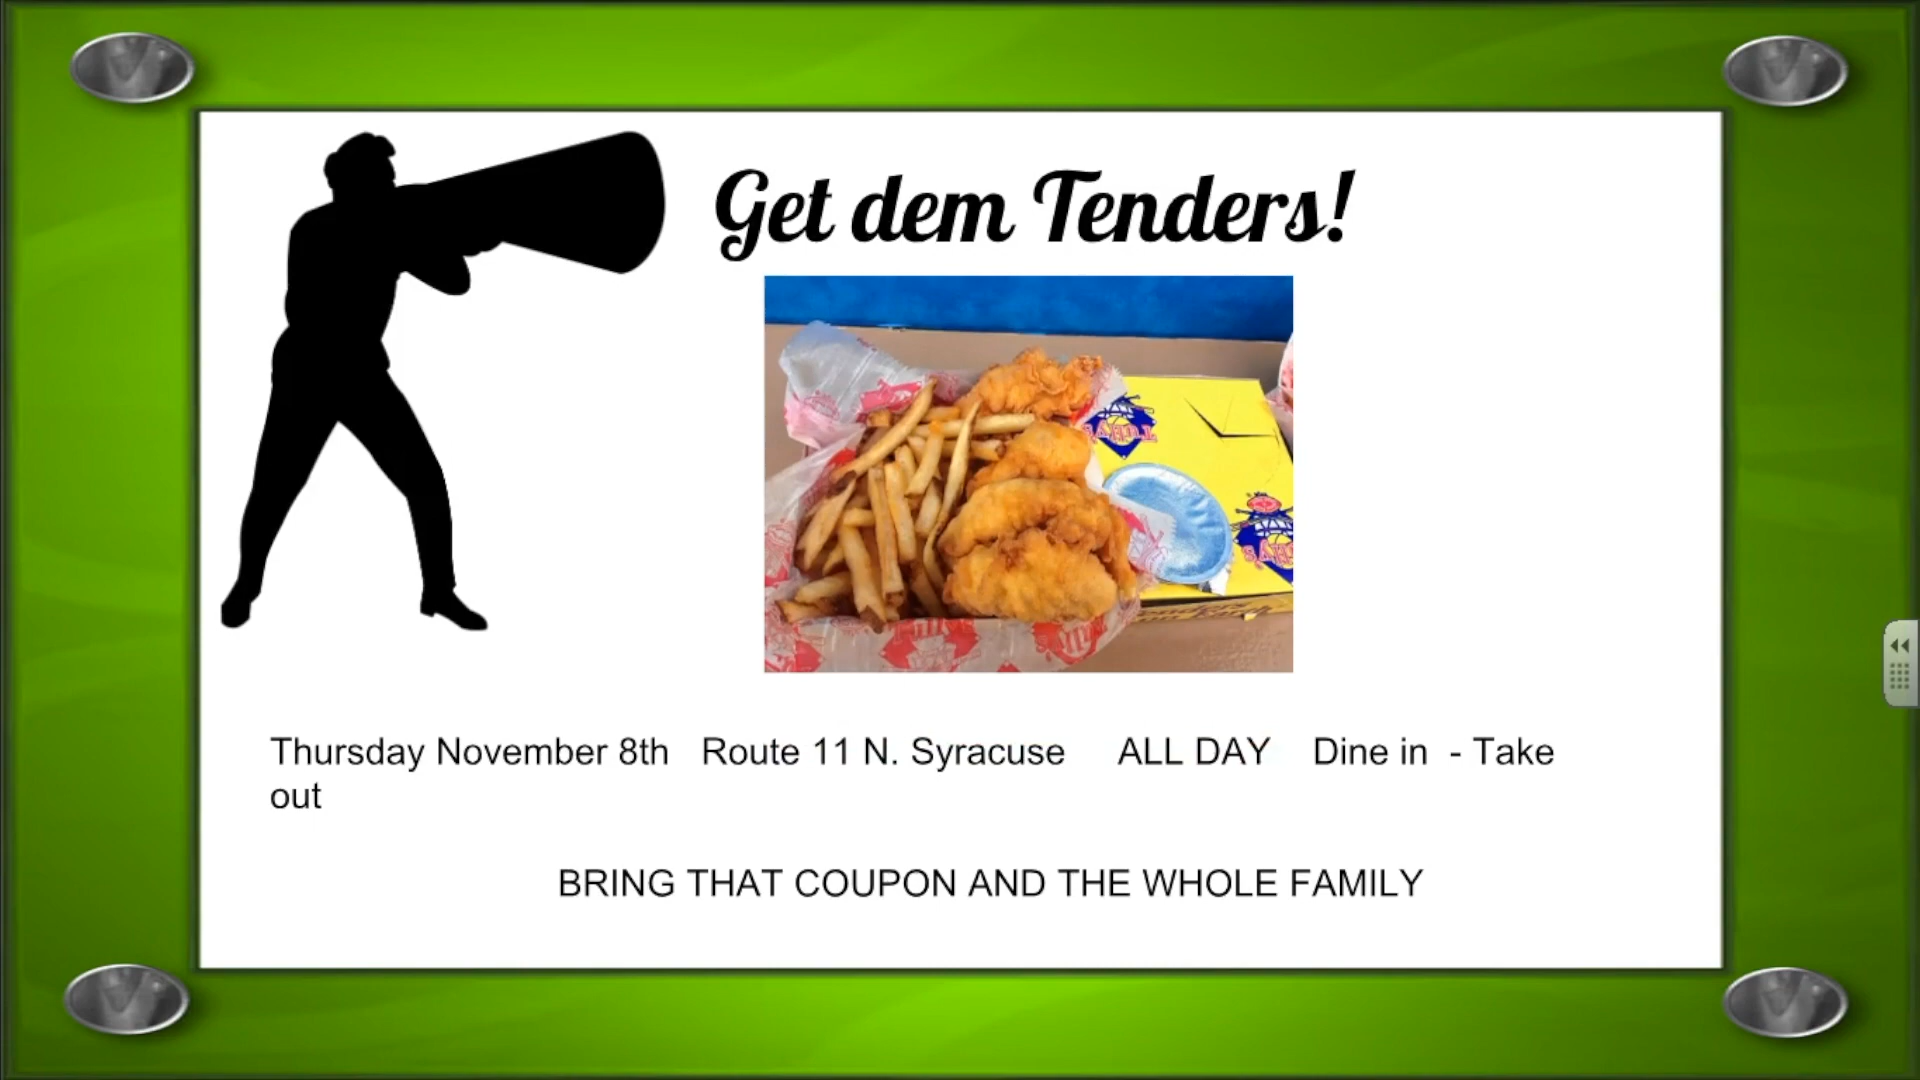 Get dem Tenders!
Thursday November 8th Route 11 N. Syracuse ALL DAY Dine in - Take
out
BRING THAT COUPON AND THE WHOLE FAMILY